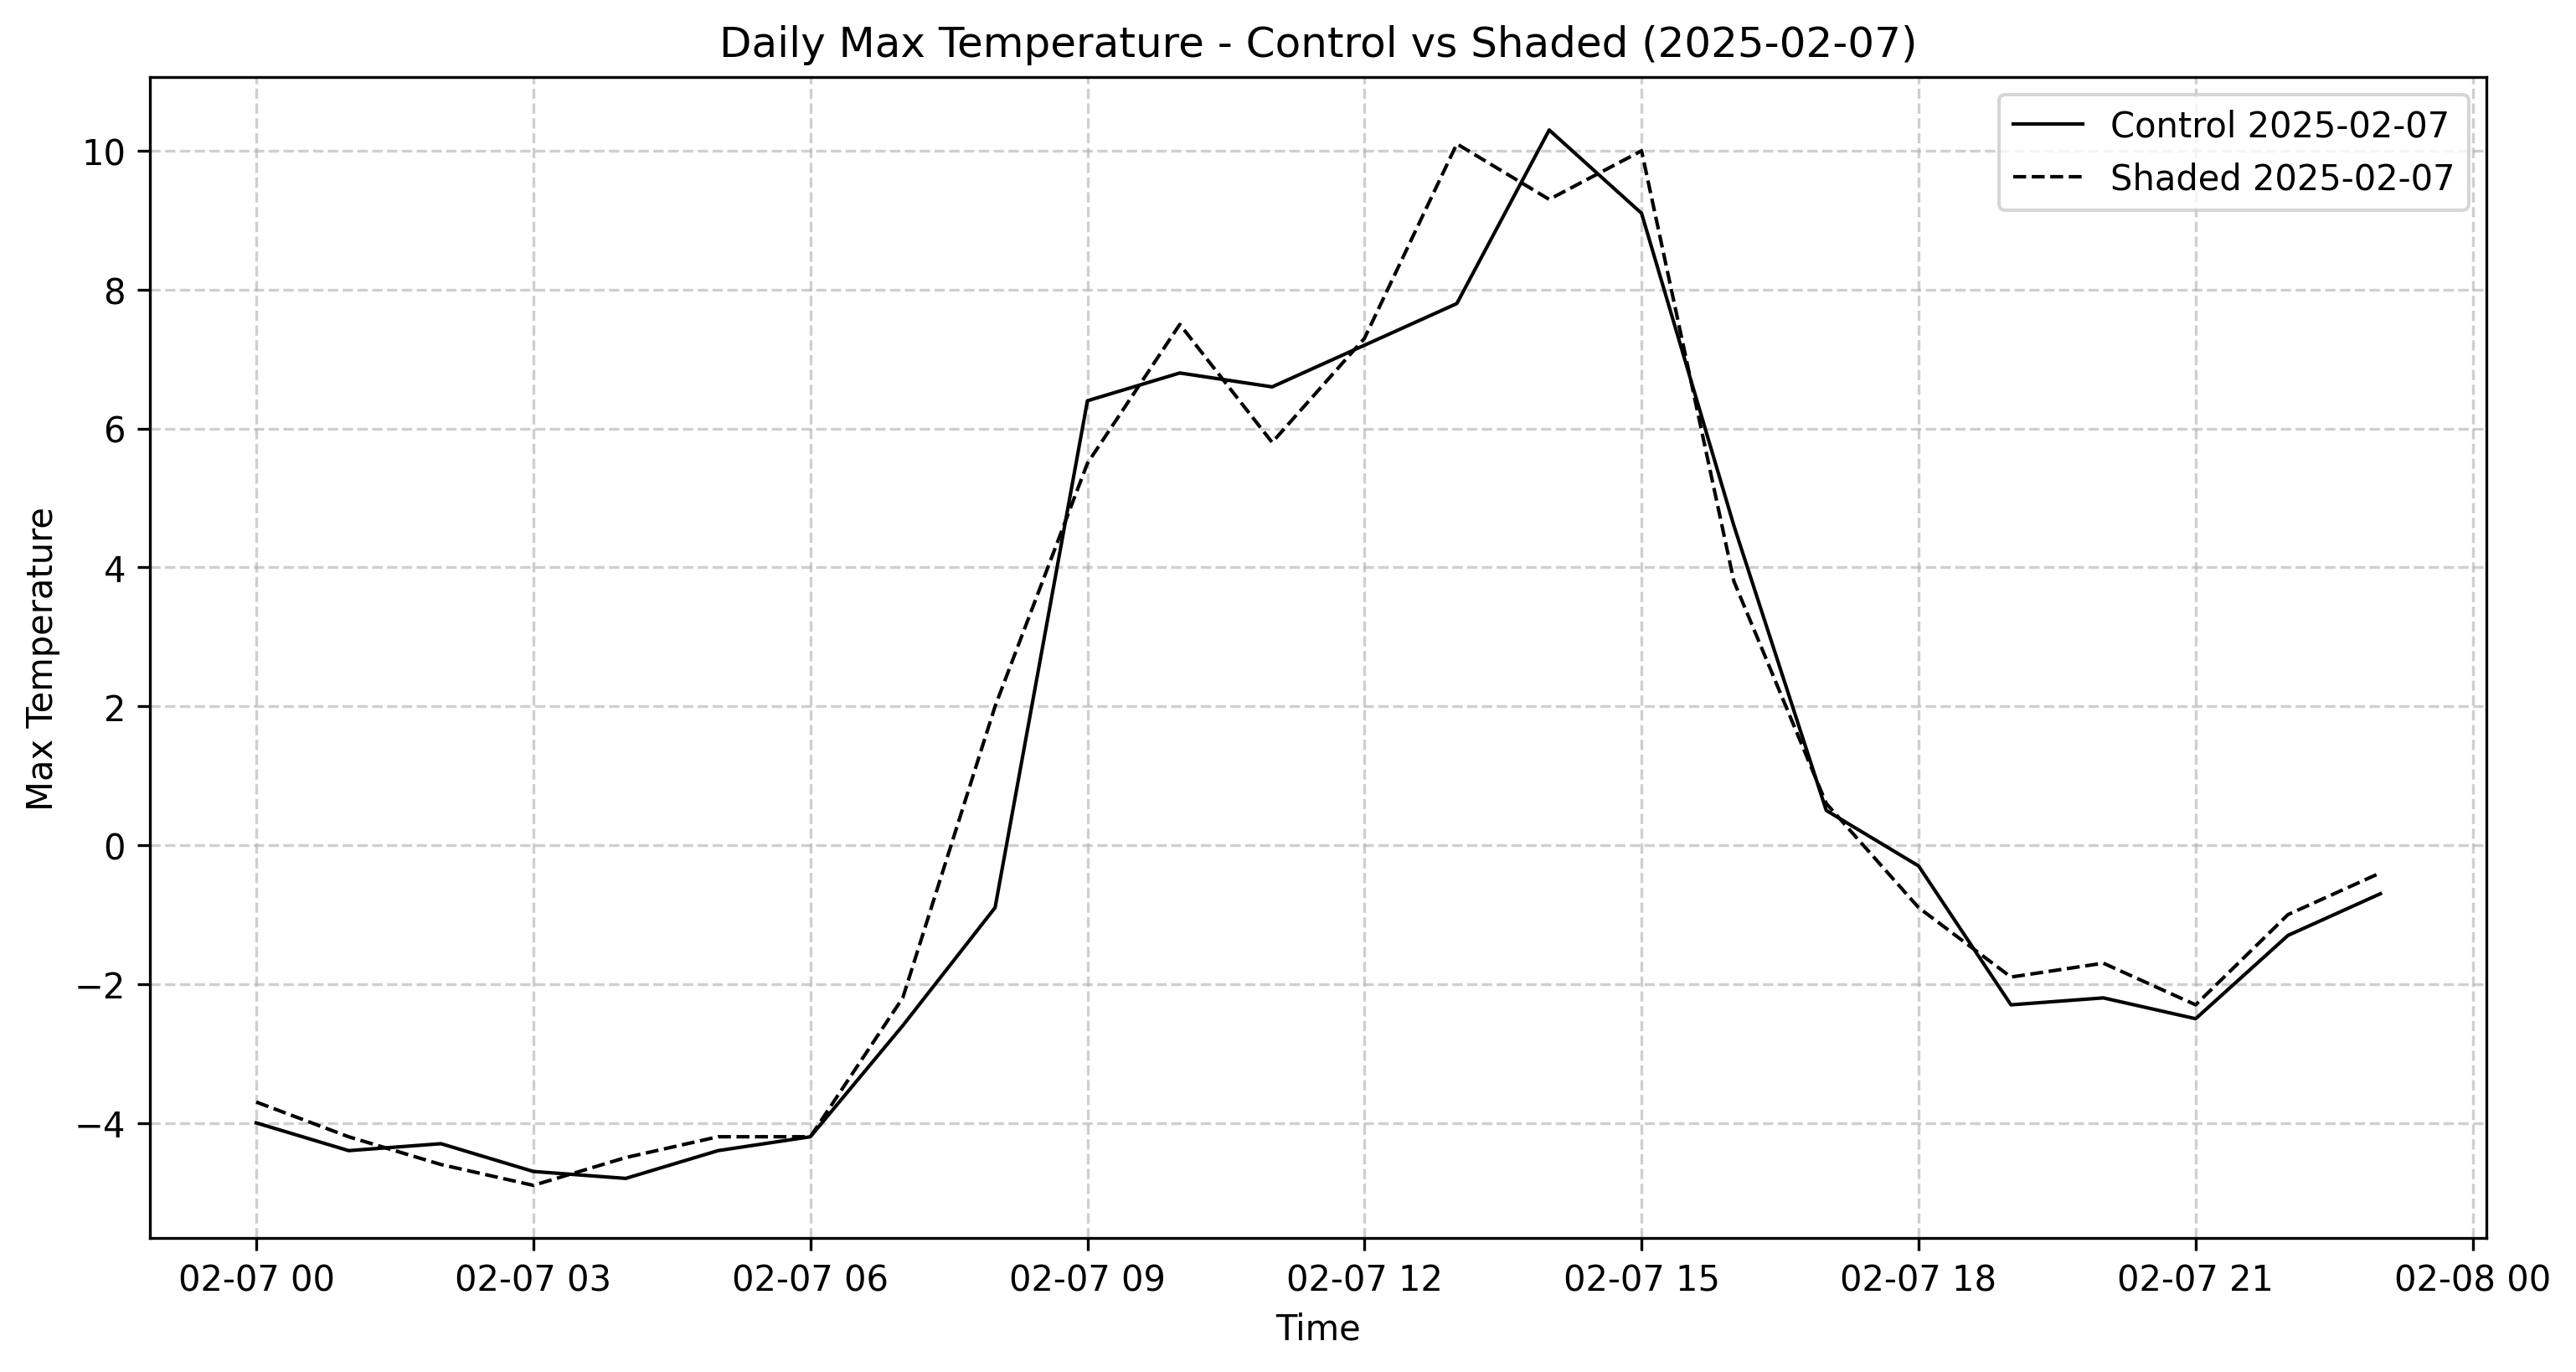 Daily Max Temperature - Control vs Shaded (2025-02-07)
Control 2025-02-07
Shaded 2025-02-07
Max Temperature
10
8
6
4
2
0
−2
−4
02-07 00 02-07 03 02-07 06 02-07 09 02-07 12 02-07 15 02-07 18 02-07 21 02-08 00
Time